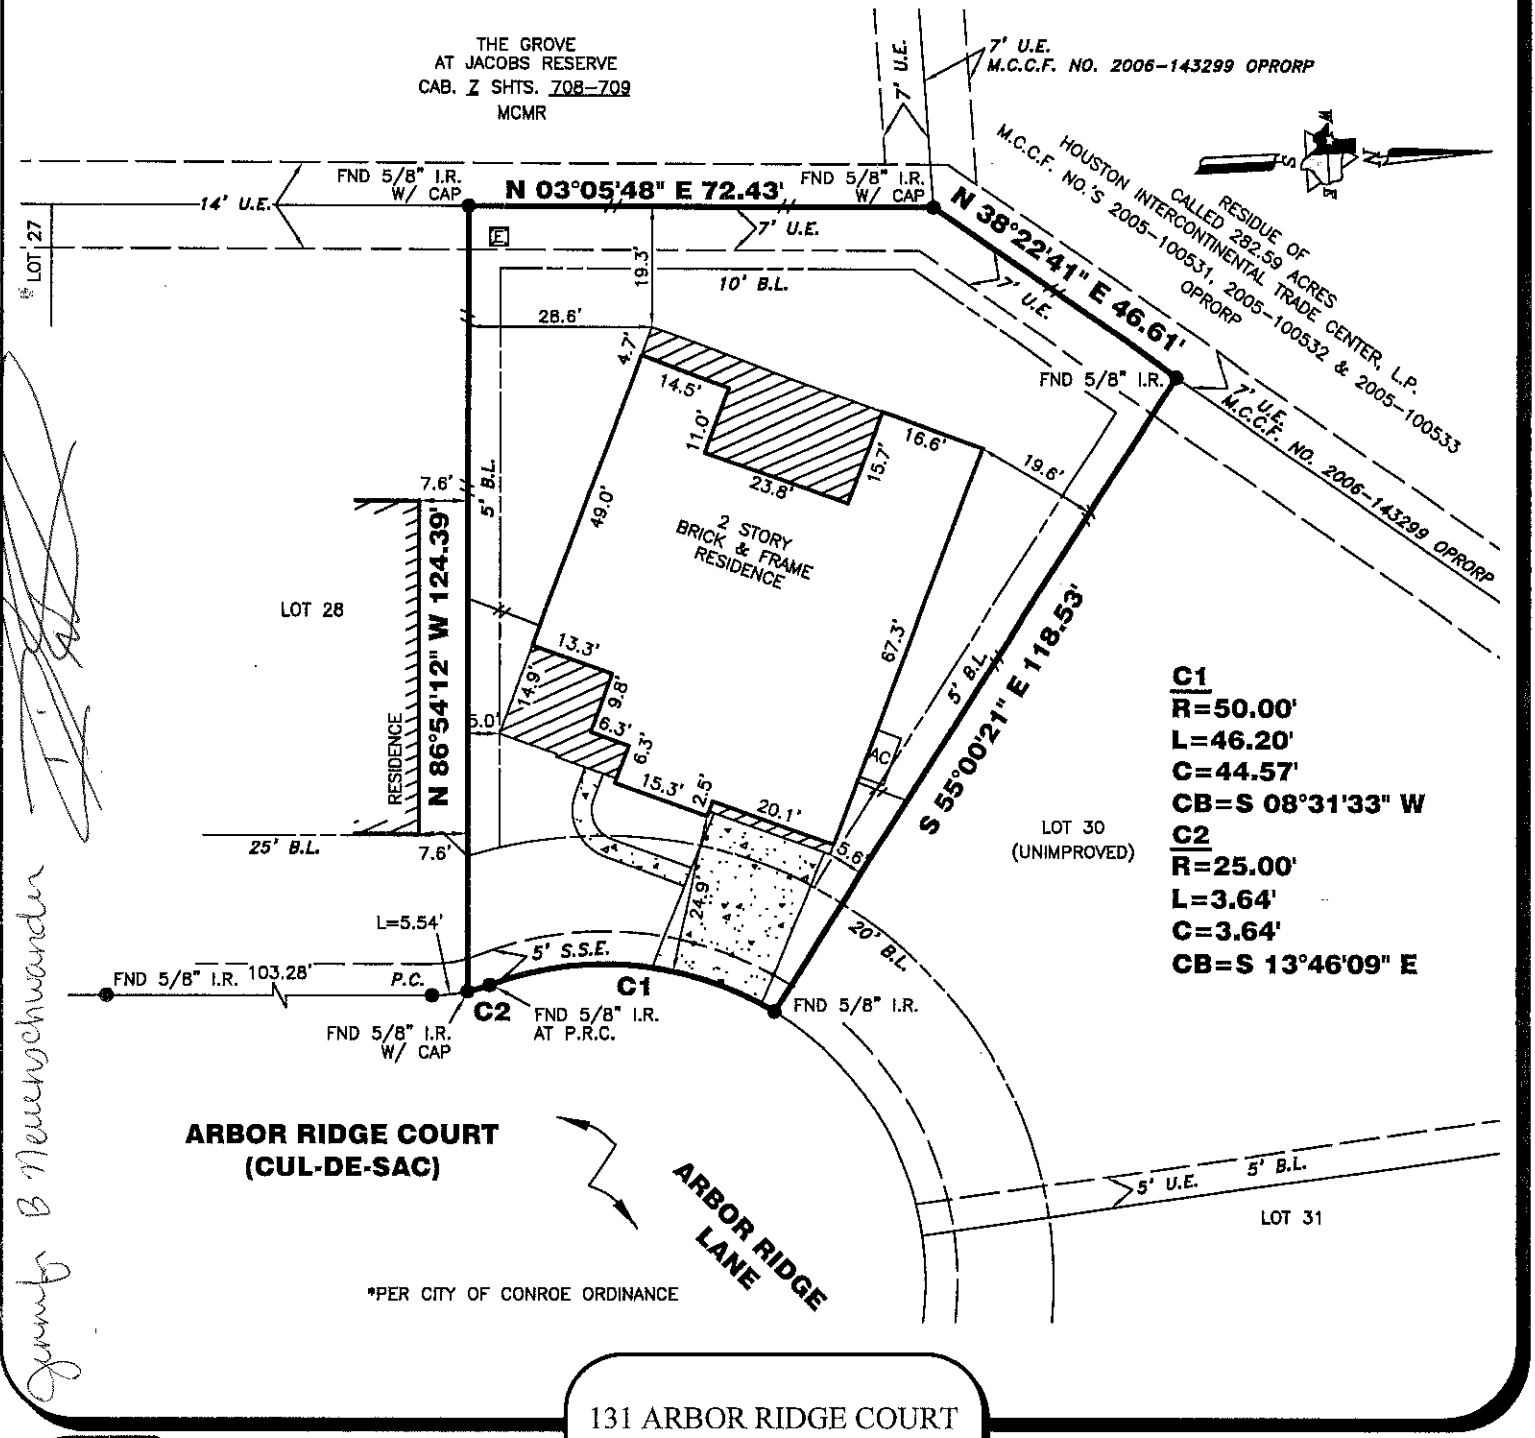 THE GROVE
AT JACOBS RESERVE
CAB. Z SHTS. 708-709
MCMR
7' U.E.
7' U.E.
M.C.C.F. NO. 2006-143299 OPRORP
S
N
W
E
RESIDUE OF
CALLED 282.59 ACRES
HOUSTON INTERCONTINENTAL TRADE CENTER, L.P.
M.C.C.F. NO.'S 2005-100531, 2005-100532 & 2005-100533
OPRORP
FND 5/8" I.R.
W/ CAP
N 03°05'48" E 72.43'
FND 5/8" I.R.
W/ CAP
14' U.E.
LOT 27
E
7' U.E.
19.3'
10' B.L.
N 38°22'41" E 46.61'
7' U.E.
28.6'
4.7'
14.5'
11.0'
23.8'
15.7'
16.6'
19.6'
FND 5/8" I.R.
7' U.E.
M.C.C.F. NO. 2006-143299 OPRORP
7.6'
5' B.L.
49.0'
2 STORY
BRICK & FRAME
RESIDENCE
67.3'
LOT 28
RESIDENCE
N 86°54'12" W 124.39'
13.3'
14.9'
9.8'
6.3'
6.3'
5.0'
15.3'
2.5'
20.1'
AC
5' B.L.
S 55°00'21" E 118.53'
25' B.L.
7.6'
5.6'
LOT 30
(UNIMPROVED)
C1
R=50.00'
L=46.20'
C=44.57'
CB=S 08°31'33" W
C2
R=25.00'
L=3.64'
C=3.64'
CB=S 13°46'09" E
24.9'
20' B.L.
L=5.54'
5' S.S.E.
FND 5/8" I.R.
103.28'
P.C.
C1
C2
FND 5/8" I.R.
W/ CAP
FND 5/8" I.R.
AT P.R.C.
FND 5/8" I.R.
ARBOR RIDGE COURT
(CUL-DE-SAC)
ARBOR RIDGE
LANE
5' B.L.
5' U.E.
LOT 31
*PER CITY OF CONROE ORDINANCE
B Neuenschwander
131 ARBOR RIDGE COURT